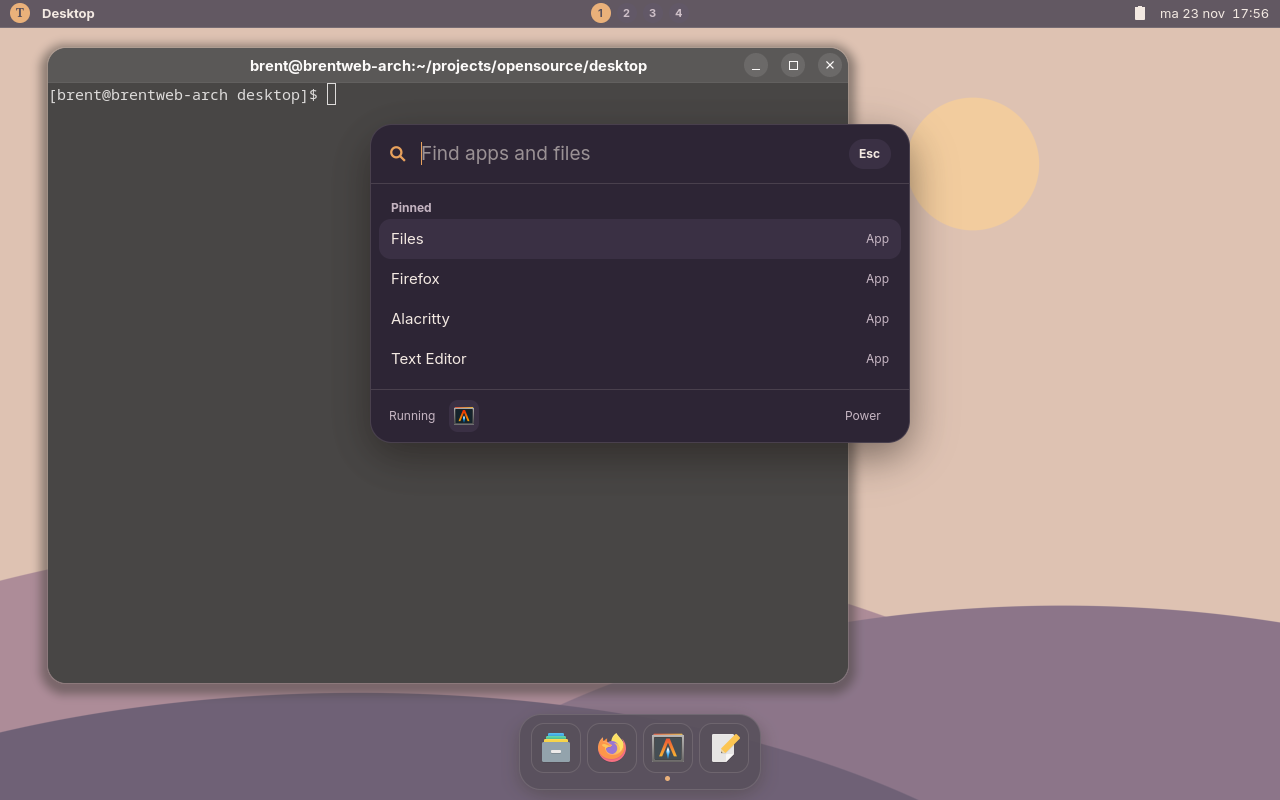 T Desktop 1 2 3 4 ma 23 nov 17:56
brent@brentweb-arch:~/projects/opensource/desktop
[brent@brentweb-arch desktop]$
Find apps and files Esc
Pinned
Files App
Firefox App
Alacritty App
Text Editor App
Running Power